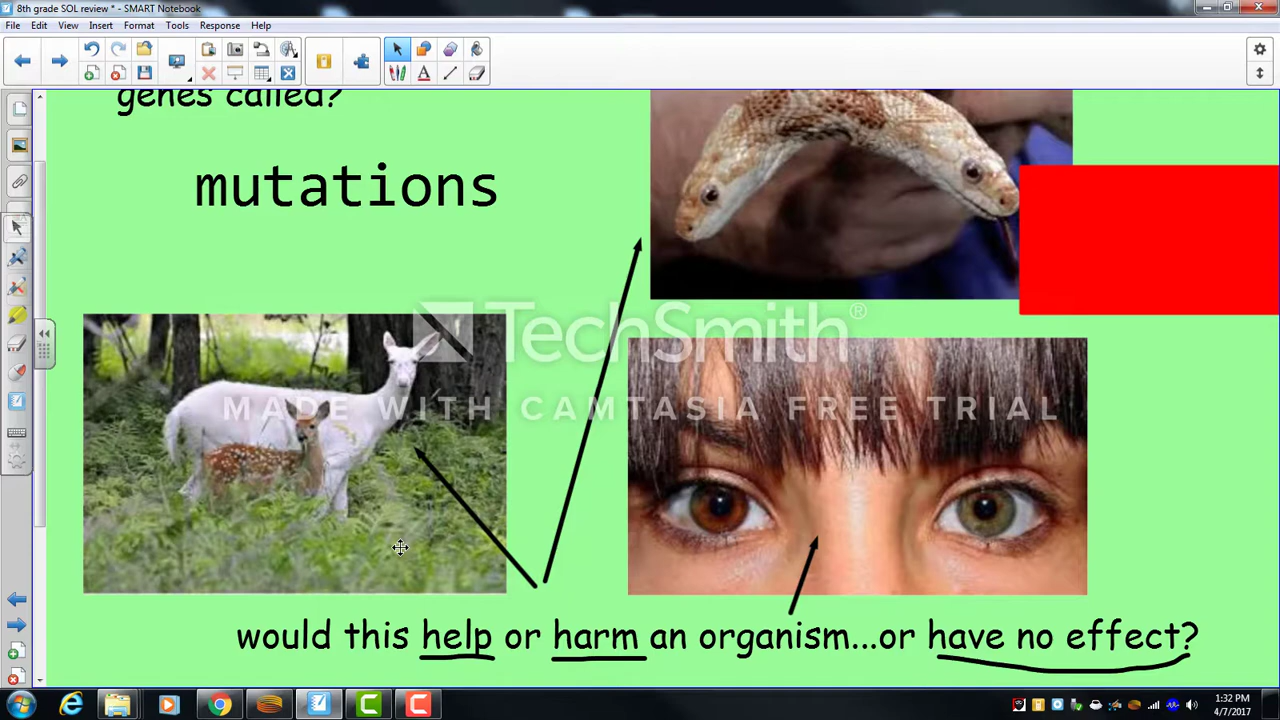 8th grade SOL review * - SMART Notebook
File Edit View Insert Format Tools Response Help
genes called?
mutations
TechSmith®
MADE WITH CAMTASIA FREE TRIAL
would this help or harm an organism...or have no effect?
1:32 PM
4/7/2017